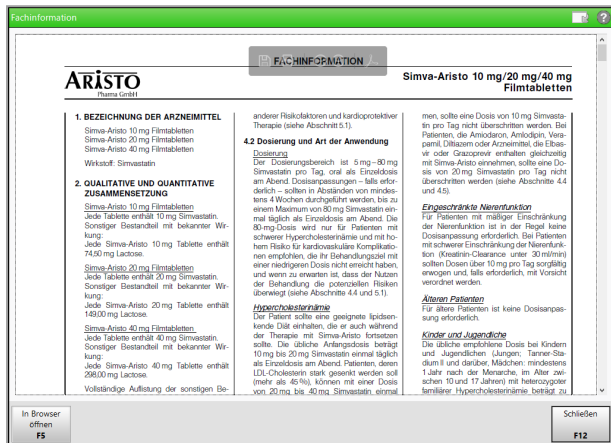 Fachinformation
FACHINFORMATION
ARISTO
Pharma GmbH
Simva-Aristo 10 mg/20 mg/40 mg
Filmtabletten
1. BEZEICHNUNG DER ARZNEIMITTEL
Simva-Aristo 10 mg Filmtabletten
Simva-Aristo 20 mg Filmtabletten
Simva-Aristo 40 mg Filmtabletten
Wirkstoff: Simvastatin
2. QUALITATIVE UND QUANTITATIVE
ZUSAMMENSETZUNG
Simva-Aristo 10 mg Filmtabletten
Jede Tablette enthält 10 mg Simvastatin.
Sonstiger Bestandteil mit bekannter Wir-
kung:
Jede Simva-Aristo 10 mg Tablette enthält
74,50 mg Lactose.
Simva-Aristo 20 mg Filmtabletten
Jede Tablette enthält 20 mg Simvastatin.
Sonstiger Bestandteil mit bekannter Wir-
kung:
Jede Simva-Aristo 20 mg Tablette enthält
149,00 mg Lactose.
Simva-Aristo 40 mg Filmtabletten
Jede Tablette enthält 40 mg Simvastatin.
Sonstiger Bestandteil mit bekannter Wir-
kung:
Jede Simva-Aristo 40 mg Tablette enthält
298,00 mg Lactose.
Vollständige Auflistung der sonstigen Be-
anderer Risikofaktoren und kardioprotektiver
Therapie (siehe Abschnitt 5.1).
4.2 Dosierung und Art der Anwendung
Dosierung
Der Dosierungsbereich ist 5 mg – 80 mg
Simvastatin pro Tag, oral als Einzeldosis
am Abend. Dosisanpassungen – falls erfor-
derlich – sollten in Abständen von mindes-
tens 4 Wochen durchgeführt werden, bis zu
einem Maximum von 80 mg Simvastatin ein-
mal täglich als Einzeldosis am Abend. Die
80-mg-Dosis wird nur für Patienten mit
schwerer Hypercholesterinämie und mit ho-
hem Risiko für kardiovaskuläre Komplikatio-
nen empfohlen, die ihr Behandlungsziel mit
einer niedrigeren Dosis nicht erreicht haben,
und wenn zu erwarten ist, dass der Nutzen
der Behandlung die potenziellen Risiken
überwiegt (siehe Abschnitte 4.4 und 5.1).
Hypercholesterinämie
Der Patient sollte eine geeignete lipidsen-
kende Diät einhalten, die er auch während
der Therapie mit Simva-Aristo fortsetzen
sollte. Die übliche Anfangsdosis beträgt
10 mg bis 20 mg Simvastatin einmal täglich
als Einzeldosis am Abend. Patienten, deren
LDL-Cholesterin stark gesenkt werden soll
(mehr als 45 %), können mit einer Dosis
von 20 mg bis 40 mg Simvastatin einmal
men, sollte eine Dosis von 10 mg Simvasta-
tin pro Tag nicht überschritten werden. Bei
Patienten, die Amiodaron, Amlodipin, Vera-
pamil, Diltiazem oder Arzneimittel, die Elbas-
vir oder Grazoprevir enthalten gleichzeitig
mit Simva-Aristo einnehmen, sollte eine Do-
sis von 20 mg Simvastatin pro Tag nicht
überschritten werden (siehe Abschnitte 4.4
und 4.5).
Eingeschränkte Nierenfunktion
Für Patienten mit mäßiger Einschränkung
der Nierenfunktion ist in der Regel keine
Dosisanpassung erforderlich. Bei Patienten
mit schwerer Einschränkung der Nierenfunk-
tion (Kreatinin-Clearance unter 30 ml/min)
sollten Dosen über 10 mg pro Tag sorgfältig
erwogen und, falls erforderlich, mit Vorsicht
verordnet werden.
Älteren Patienten
Für ältere Patienten ist keine Dosisanpas-
sung erforderlich.
Kinder und Jugendliche
Die übliche empfohlene Dosis bei Kindern
und Jugendlichen (Jungen; Tanner-Sta-
dium II und darüber, Mädchen: mindestens
1 Jahr nach der Menarche, im Alter zwi-
schen 10 und 17 Jahren) mit heterozygoter
familiärer Hypercholesterinämie beträgt zu
In Browser
öffnen
F5
Schließen
F12